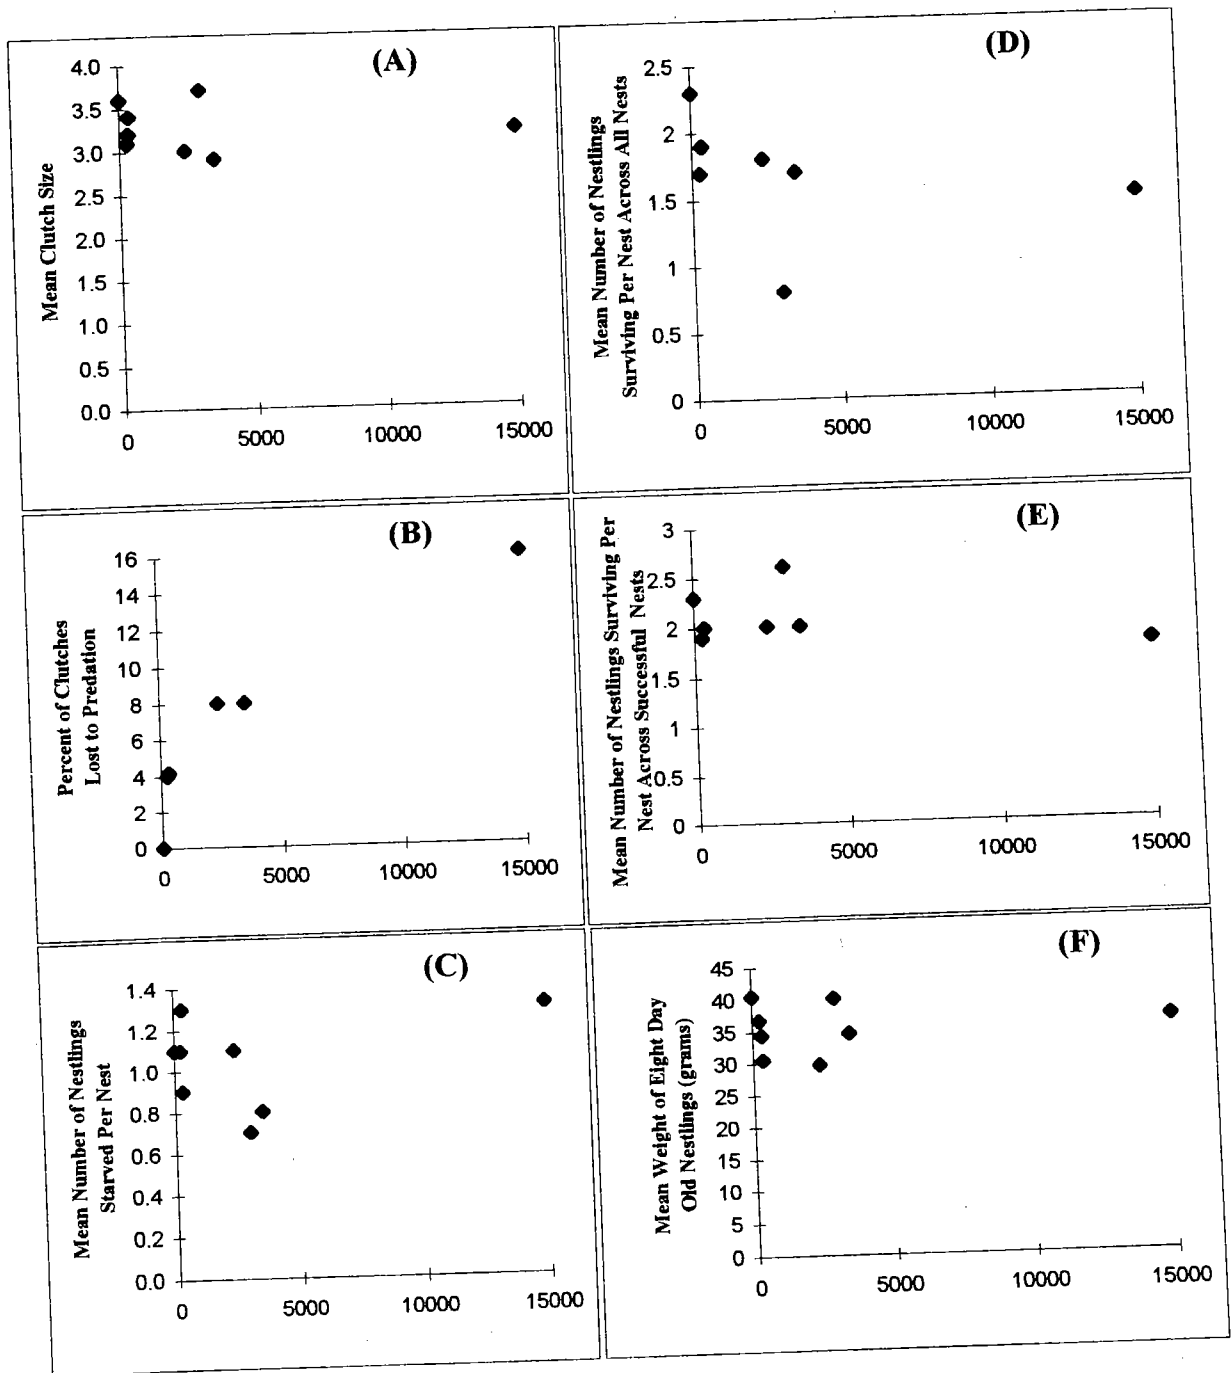 (A)
Mean Clutch Size
4.0
3.5
3.0
2.5
2.0
1.5
1.0
0.5
0.0
0 5000 10000 15000
(D)
Mean Number of Nestlings
Surviving Per Nest Across All Nests
2.5
2
1.5
1
0.5
0
0 5000 10000 15000
(B)
Percent of Clutches
Lost to Predation
16
14
12
10
8
6
4
2
0
0 5000 10000 15000
(E)
Mean Number of Nestlings Surviving Per
Nest Across Successful Nests
3
2.5
2
1.5
1
0.5
0
0 5000 10000 15000
(C)
Mean Number of Nestlings
Starved Per Nest
1.4
1.2
1.0
0.8
0.6
0.4
0.2
0.0
0 5000 10000 15000
(F)
Mean Weight of Eight Day
Old Nestlings (grams)
45
40
35
30
25
20
15
10
5
0
0 5000 10000 15000